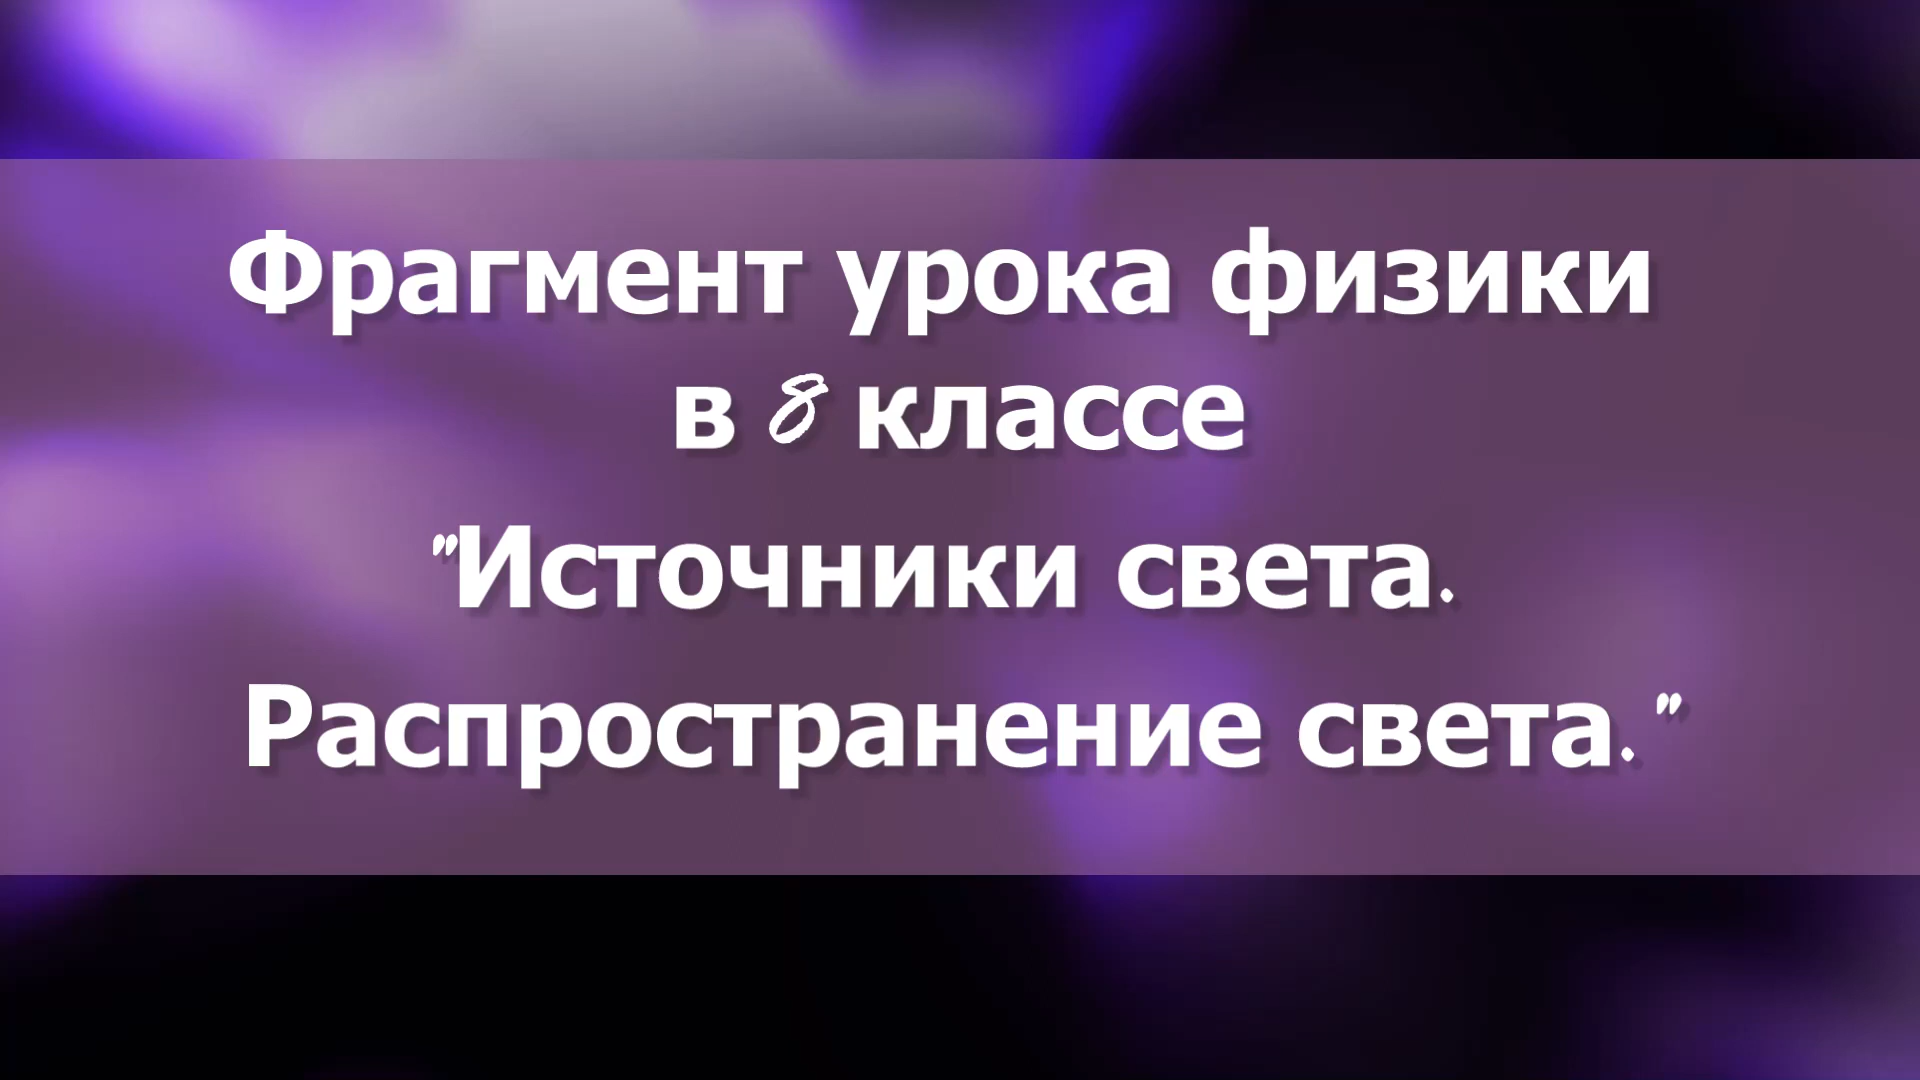 Фрагмент урока физики
в 8 классе
"Источники света.
Распространение света."